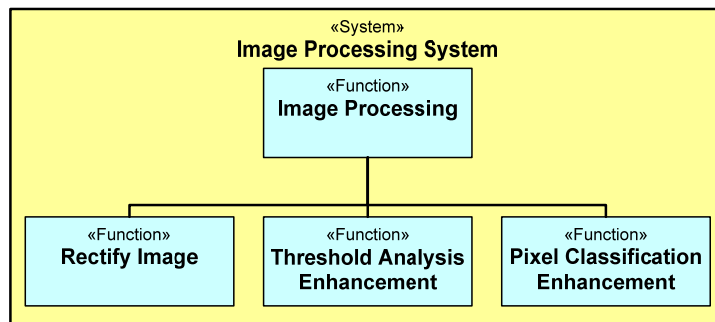 «System»
Image Processing System
«Function»
Image Processing
«Function»
Rectify Image
«Function»
Threshold Analysis
Enhancement
«Function»
Pixel Classification
Enhancement